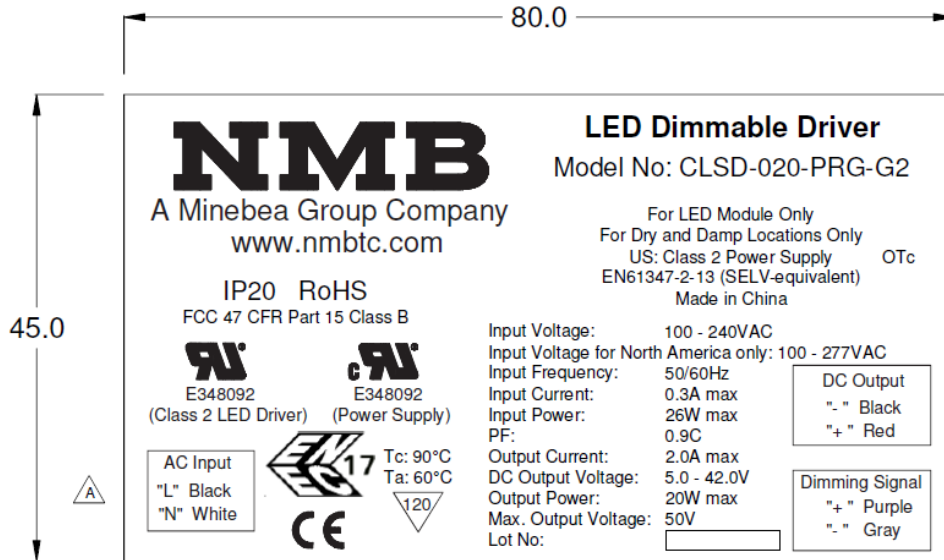 80.0
45.0
NMB
A Minebea Group Company
www.nmbtc.com
IP20 RoHS
FCC 47 CFR Part 15 Class B
RU
E348092
(Class 2 LED Driver)
c RU
E348092
(Power Supply)
AC Input
"L" Black
"N" White
A
ENEC 17
Tc: 90°C
Ta: 60°C
120
CE
LED Dimmable Driver
Model No: CLSD-020-PRG-G2
For LED Module Only
For Dry and Damp Locations Only
US: Class 2 Power Supply OTc
EN61347-2-13 (SELV-equivalent)
Made in China
Input Voltage: 100 - 240VAC
Input Voltage for North America only: 100 - 277VAC
Input Frequency: 50/60Hz
Input Current: 0.3A max
Input Power: 26W max
PF: 0.9C
Output Current: 2.0A max
DC Output Voltage: 5.0 - 42.0V
Output Power: 20W max
Max. Output Voltage: 50V
Lot No:
DC Output
"-" Black
"+" Red
Dimming Signal
"+" Purple
"-" Gray